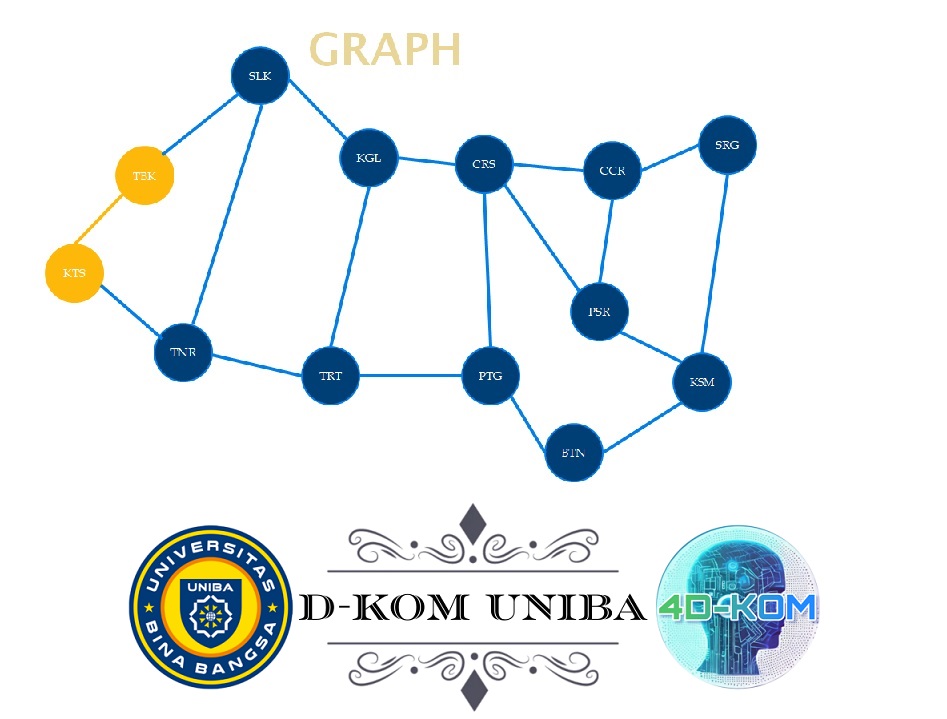 GRAPH
SLK
KGL
CRS
CCR
SRG
TBK
KTS
PSR
TNR
TRT
PTG
KSM
BTN
UNIVERSITAS
UNIBA
BINA BANGSA
D-KOM UNIBA
4D-KOM